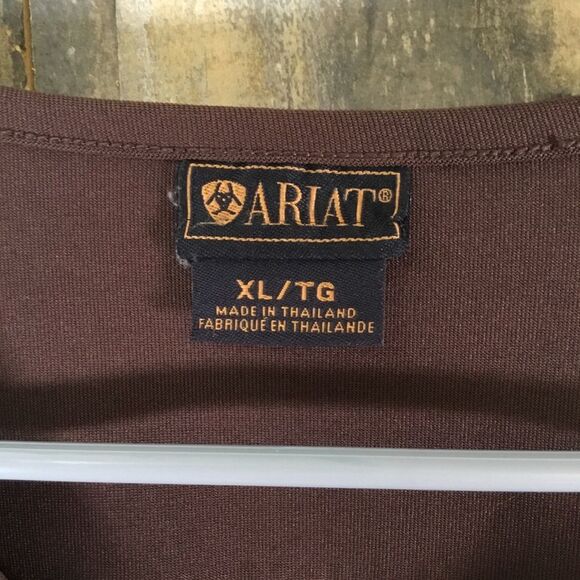 ARIAT®
XL/TG
MADE IN THAILAND
FABRIQUÉ EN THAILANDE